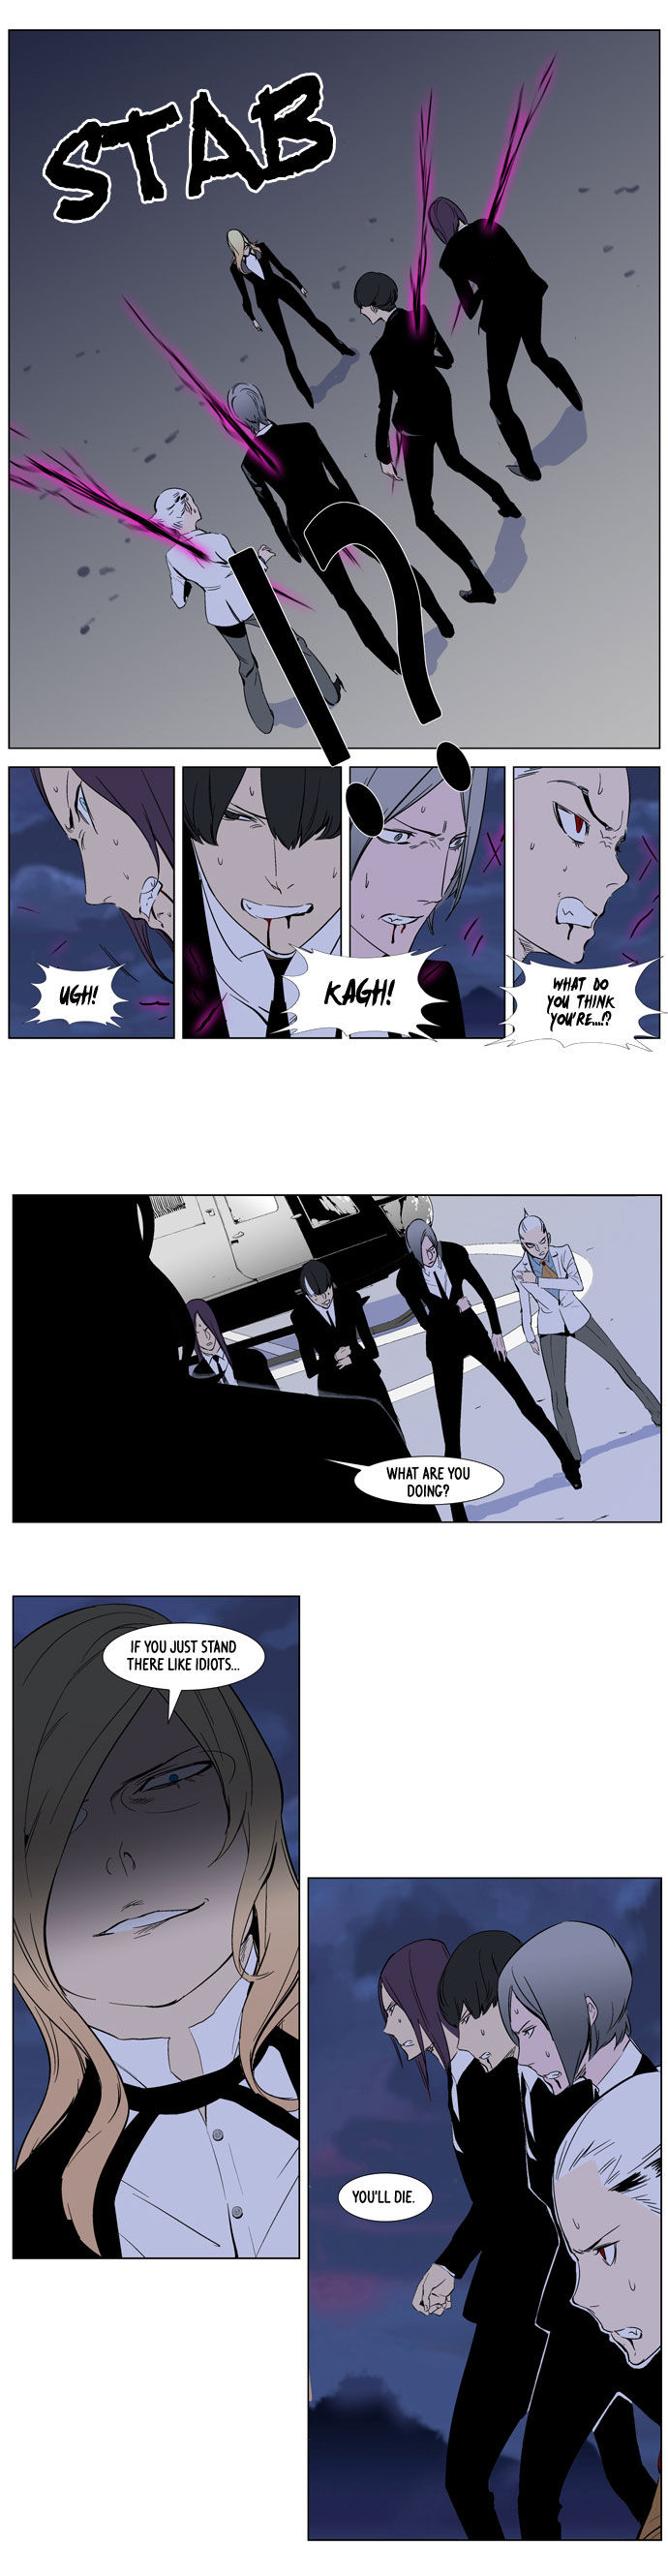 STAB
!?
UGH!
KAGH!
WHAT DO
YOU THINK
YOU'RE...!?
WHAT ARE YOU
DOING?
IF YOU JUST STAND
THERE LIKE IDIOTS...
YOU'LL DIE.